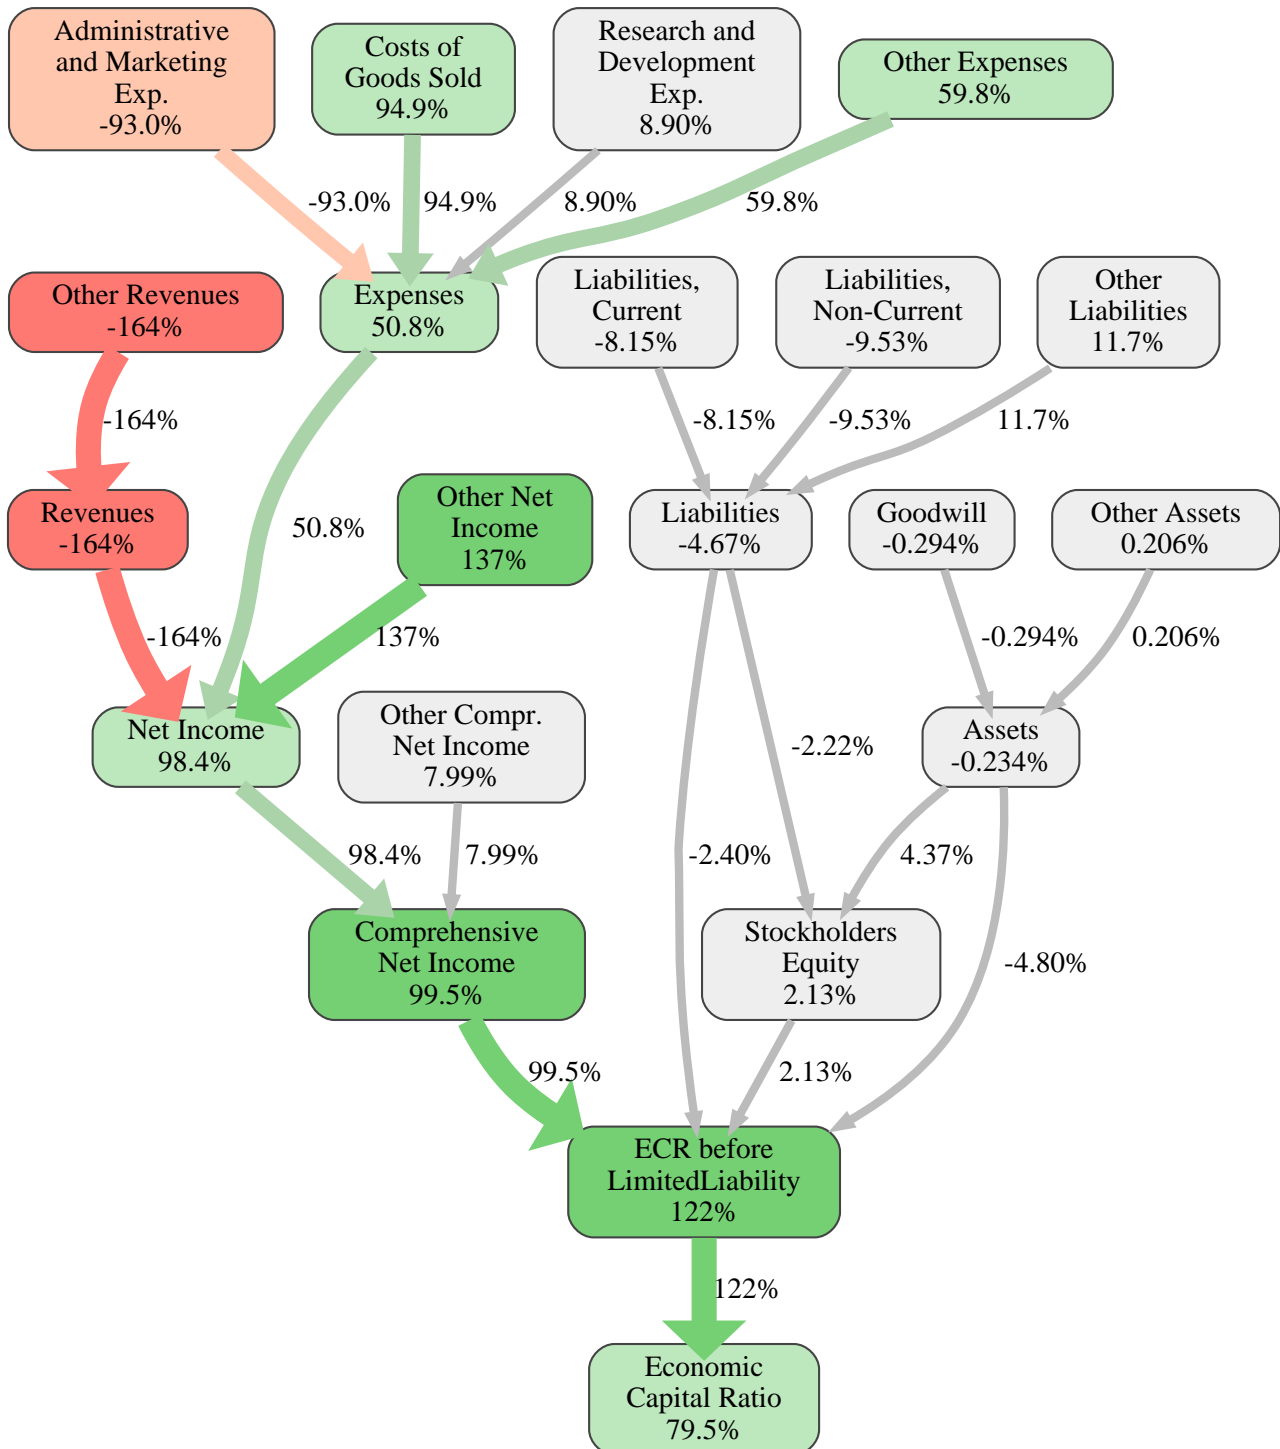 Administrative
and Marketing
Exp.
-93.0%
Costs of
Goods Sold
94.9%
Research and
Development
Exp.
8.90%
Other Expenses
59.8%
-93.0%
94.9%
8.90%
59.8%
Other Revenues
-164%
Expenses
50.8%
Liabilities,
Current
-8.15%
Liabilities,
Non-Current
-9.53%
Other
Liabilities
11.7%
-164%
-8.15%
-9.53%
11.7%
Revenues
-164%
50.8%
Other Net
Income
137%
Liabilities
-4.67%
Goodwill
-0.294%
Other Assets
0.206%
-164%
137%
-0.294%
0.206%
Net Income
98.4%
Other Compr.
Net Income
7.99%
-2.22%
Assets
-0.234%
98.4%
7.99%
-2.40%
4.37%
Comprehensive
Net Income
99.5%
Stockholders
Equity
2.13%
-4.80%
99.5%
2.13%
ECR before
LimitedLiability
122%
122%
Economic
Capital Ratio
79.5%